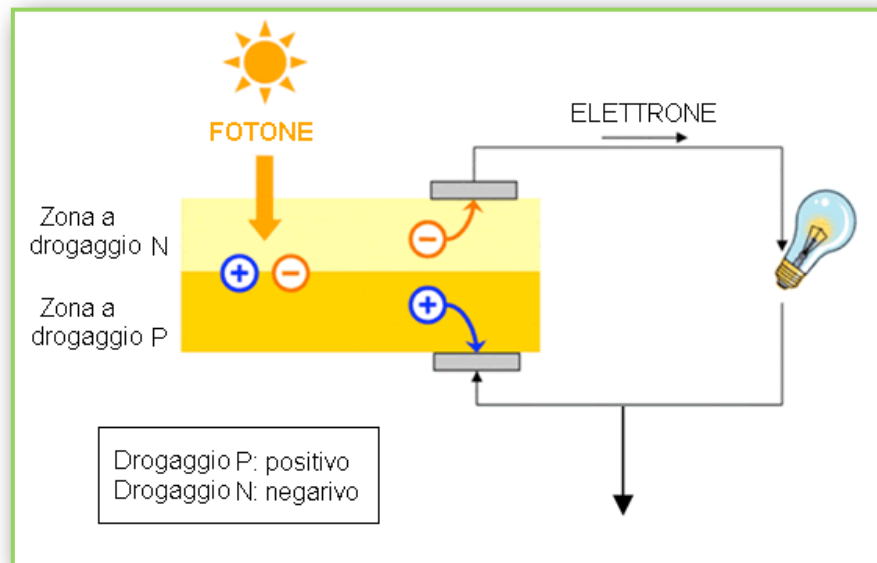 FOTONE
ELETTRONE
Zona a
drogaggio N
Zona a
drogaggio P
Drogaggio P: positivo
Drogaggio N: negarivo